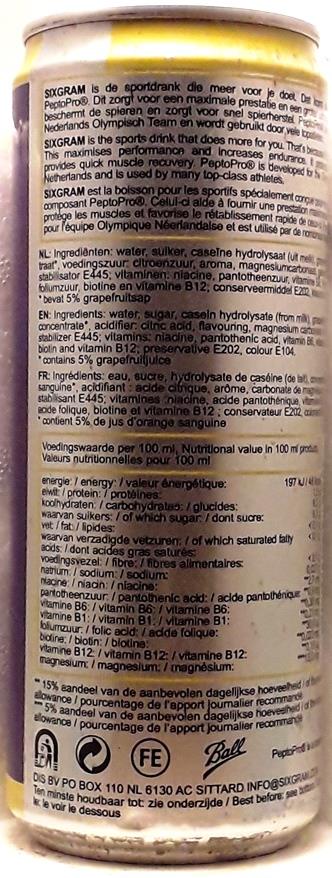 SIXGRAM is de sportdrank die meer voor je doet. Dat
PeptoPro®. Dit zorgt voor een maximale prestatie en een
beschermt de spieren en zorgt voor snel spierherstel.
Nederlands Olympisch Team en wordt gebruikt door vele
SIXGRAM is the sports drink that does more for you. That's
This maximises performance and increases endurance. It
provides quick muscle recovery. PeptoPro® is developed for the
Netherlands and is used by many top-class athletes.
SIXGRAM est la boisson pour les sportifs spécialement conçue
composant PeptoPro®. Celui-ci aide à fournir une prestation
protège les muscles et favorise le rétablissement rapide de
pour l'équipe Olympique Néerlandaise et est utilisé par de
NL: Ingrediënten: water, suiker, caseïne hydrolysaat (uit melk),
voedingszuur: citroenzuur, aroma, magnesiumcarbonaat,
stabilisator E445; vitaminen: niacine, pantotheenzuur, vitamine
foliumzuur, biotine en vitamine B12; conserveermiddel E202,
* bevat 5% grapefruitsap
EN: Ingredients: water, sugar, casein hydrolysate (from milk),
concentrate*, acidifier: citric acid, flavouring, magnesium
stabilizer E445; vitamins: niacine, pantothenic acid, vitamin B6,
biotin and vitamin B12; preservative E202, colour E104.
* contains 5% grapefruitjuice
FR: Ingrédients: eau, sucre, hydrolysate de caséine (de lait),
sanguine*, acidifiant : acide citrique, arôme, carbonate de
stabilisant E445; vitamines : niacine, acide pantothénique,
acide folique, biotine et vitamine B12 ; conservateur E202,
* contient 5% de jus d'orange sanguine
Voedingswaarde per 100 ml, Nutritional value in 100 ml product,
Valeurs nutritionnelles pour 100 ml
energie: / energy: / valeur énergétique: 197 kJ /
eiwit: / protein: / protéines:
koolhydraten: / carbohydrates: / glucides:
waarvan suikers: / of which sugar: / dont sucre:
vet: / fat: / lipides:
waarvan verzadigde vetzuren: / of which saturated fatty
acids: / dont acides gras saturés:
voedingsvezel: / fibre: / fibres alimentaires:
natrium: / sodium: / sodium:
niacine: / niacin: / niacine:
pantotheenzuur: / pantothenic acid: / acide pantothénique:
vitamine B6: / vitamin B6: / vitamine B6:
vitamine B1: / vitamin B1: / vitamine B1:
foliumzuur: / folic acid: / acide folique:
biotine: / biotin: / biotine:
vitamine B12: / vitamin B12: / vitamine B12:
magnesium: / magnesium: / magnésium:
** 15% aandeel van de aanbevolen dagelijkse hoeveelheid /
allowance / pourcentage de l'apport journalier recommandé
*** 5% aandeel van de aanbevolen dagelijkse hoeveelheid /
allowance / pourcentage de l'apport journalier recommandé
FE Ball PeptoPro®
DIS BV PO BOX 110 NL 6130 AC SITTARD INFO@SIXGRAM
Ten minste houdbaar tot: zie onderzijde / Best before: see
le: le voir le dessous